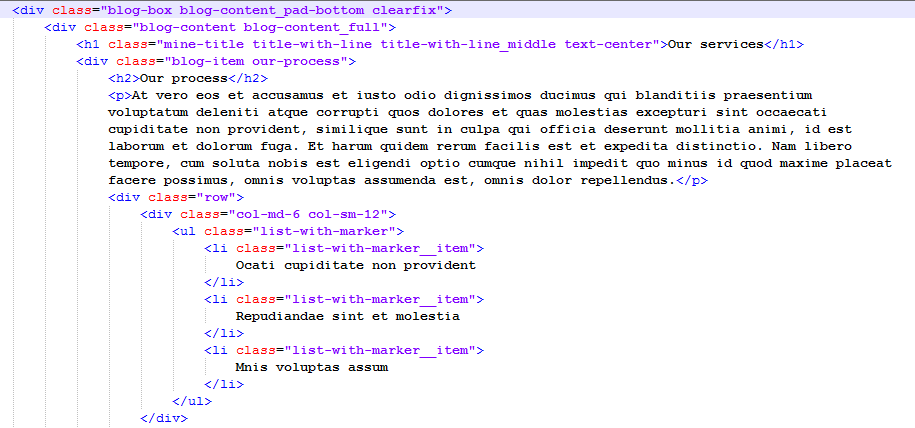 <div class="blog-box blog-content_pad-bottom clearfix">
<div class="blog-content blog-content_full">
<h1 class="mine-title title-with-line title-with-line_middle text-center">Our services</h1>
<div class="blog-item our-process">
<h2>Our process</h2>
<p>At vero eos et accusamus et iusto odio dignissimos ducimus qui blanditiis praesentium
voluptatum deleniti atque corrupti quos dolores et quas molestias excepturi sint occaecati
cupiditate non provident, similique sunt in culpa qui officia deserunt mollitia animi, id est
laborum et dolorum fuga. Et harum quidem rerum facilis est et expedita distinctio. Nam libero
tempore, cum soluta nobis est eligendi optio cumque nihil impedit quo minus id quod maxime placeat
facere possimus, omnis voluptas assumenda est, omnis dolor repellendus.</p>
<div class="row">
<div class="col-md-6 col-sm-12">
<ul class="list-with-marker">
<li class="list-with-marker__item">
Ocati cupiditate non provident
</li>
<li class="list-with-marker__item">
Repudiandae sint et molestia
</li>
<li class="list-with-marker__item">
Mnis voluptas assum
</li>
</ul>
</div>